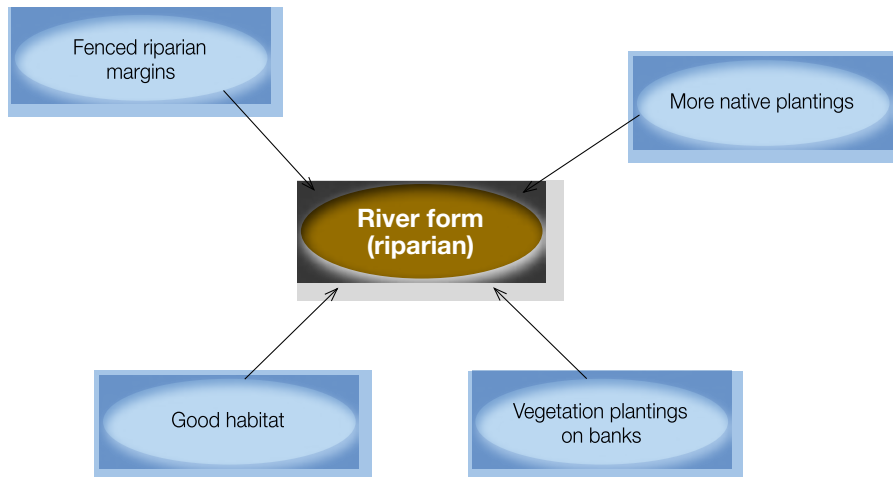 Fenced riparian
margins
More native plantings
River form
(riparian)
Good habitat
Vegetation plantings
on banks